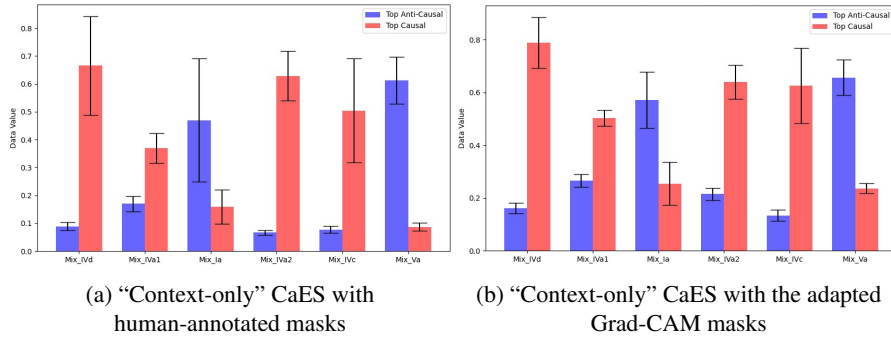 Data Value
0.8
0.7
0.6
0.5
0.4
0.3
0.2
0.1
0.0
Top Anti-Causal
Top Causal
Mix_IVd Mix_IVa1 Mix_Ia Mix_IVa2 Mix_IVc Mix_Va
(a) “Context-only” CaES with
human-annotated masks
Data Value
0.8
0.6
0.4
0.2
0.0
Top Anti-Causal
Top Causal
Mix_IVd Mix_IVa1 Mix_Ia Mix_IVa2 Mix_IVc Mix_Va
(b) “Context-only” CaES with the adapted
Grad-CAM masks